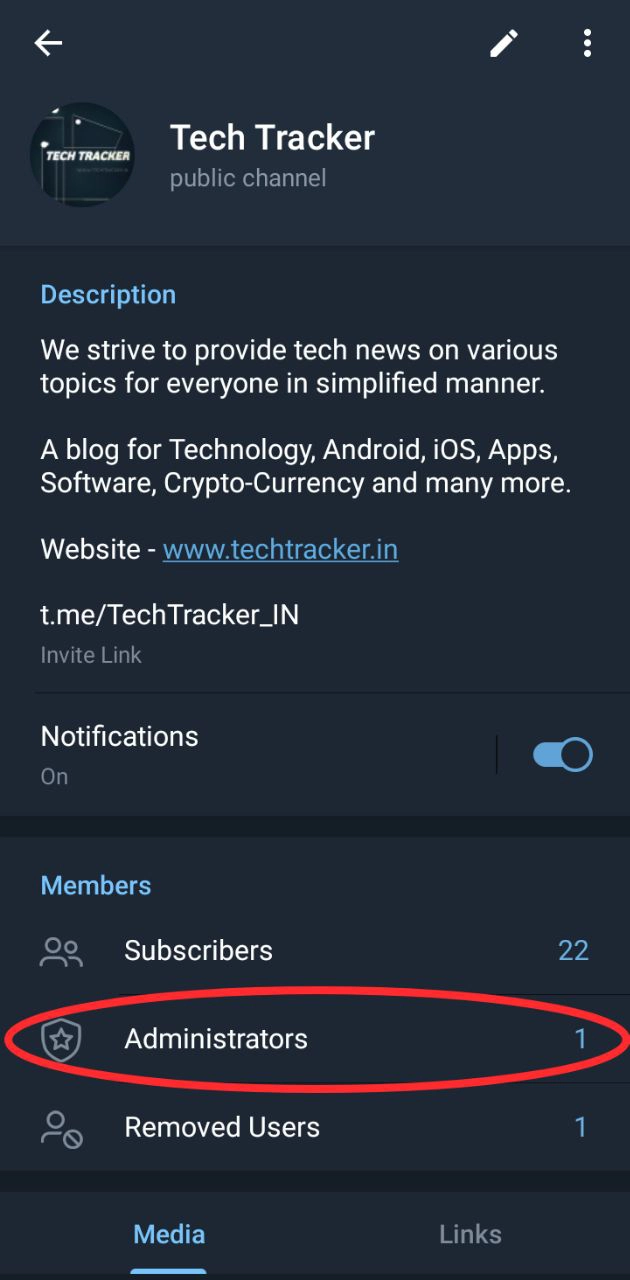 Tech Tracker
public channel
TECH TRACKER
Description
We strive to provide tech news on various
topics for everyone in simplified manner.
A blog for Technology, Android, iOS, Apps,
Software, Crypto-Currency and many more.
Website - www.techtracker.in
t.me/TechTracker_IN
Invite Link
Notifications
On
Members
Subscribers 22
Administrators 1
Removed Users 1
Media Links